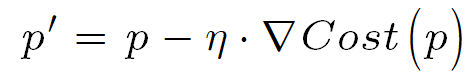 p′ = p − η · ∇Cost(p)